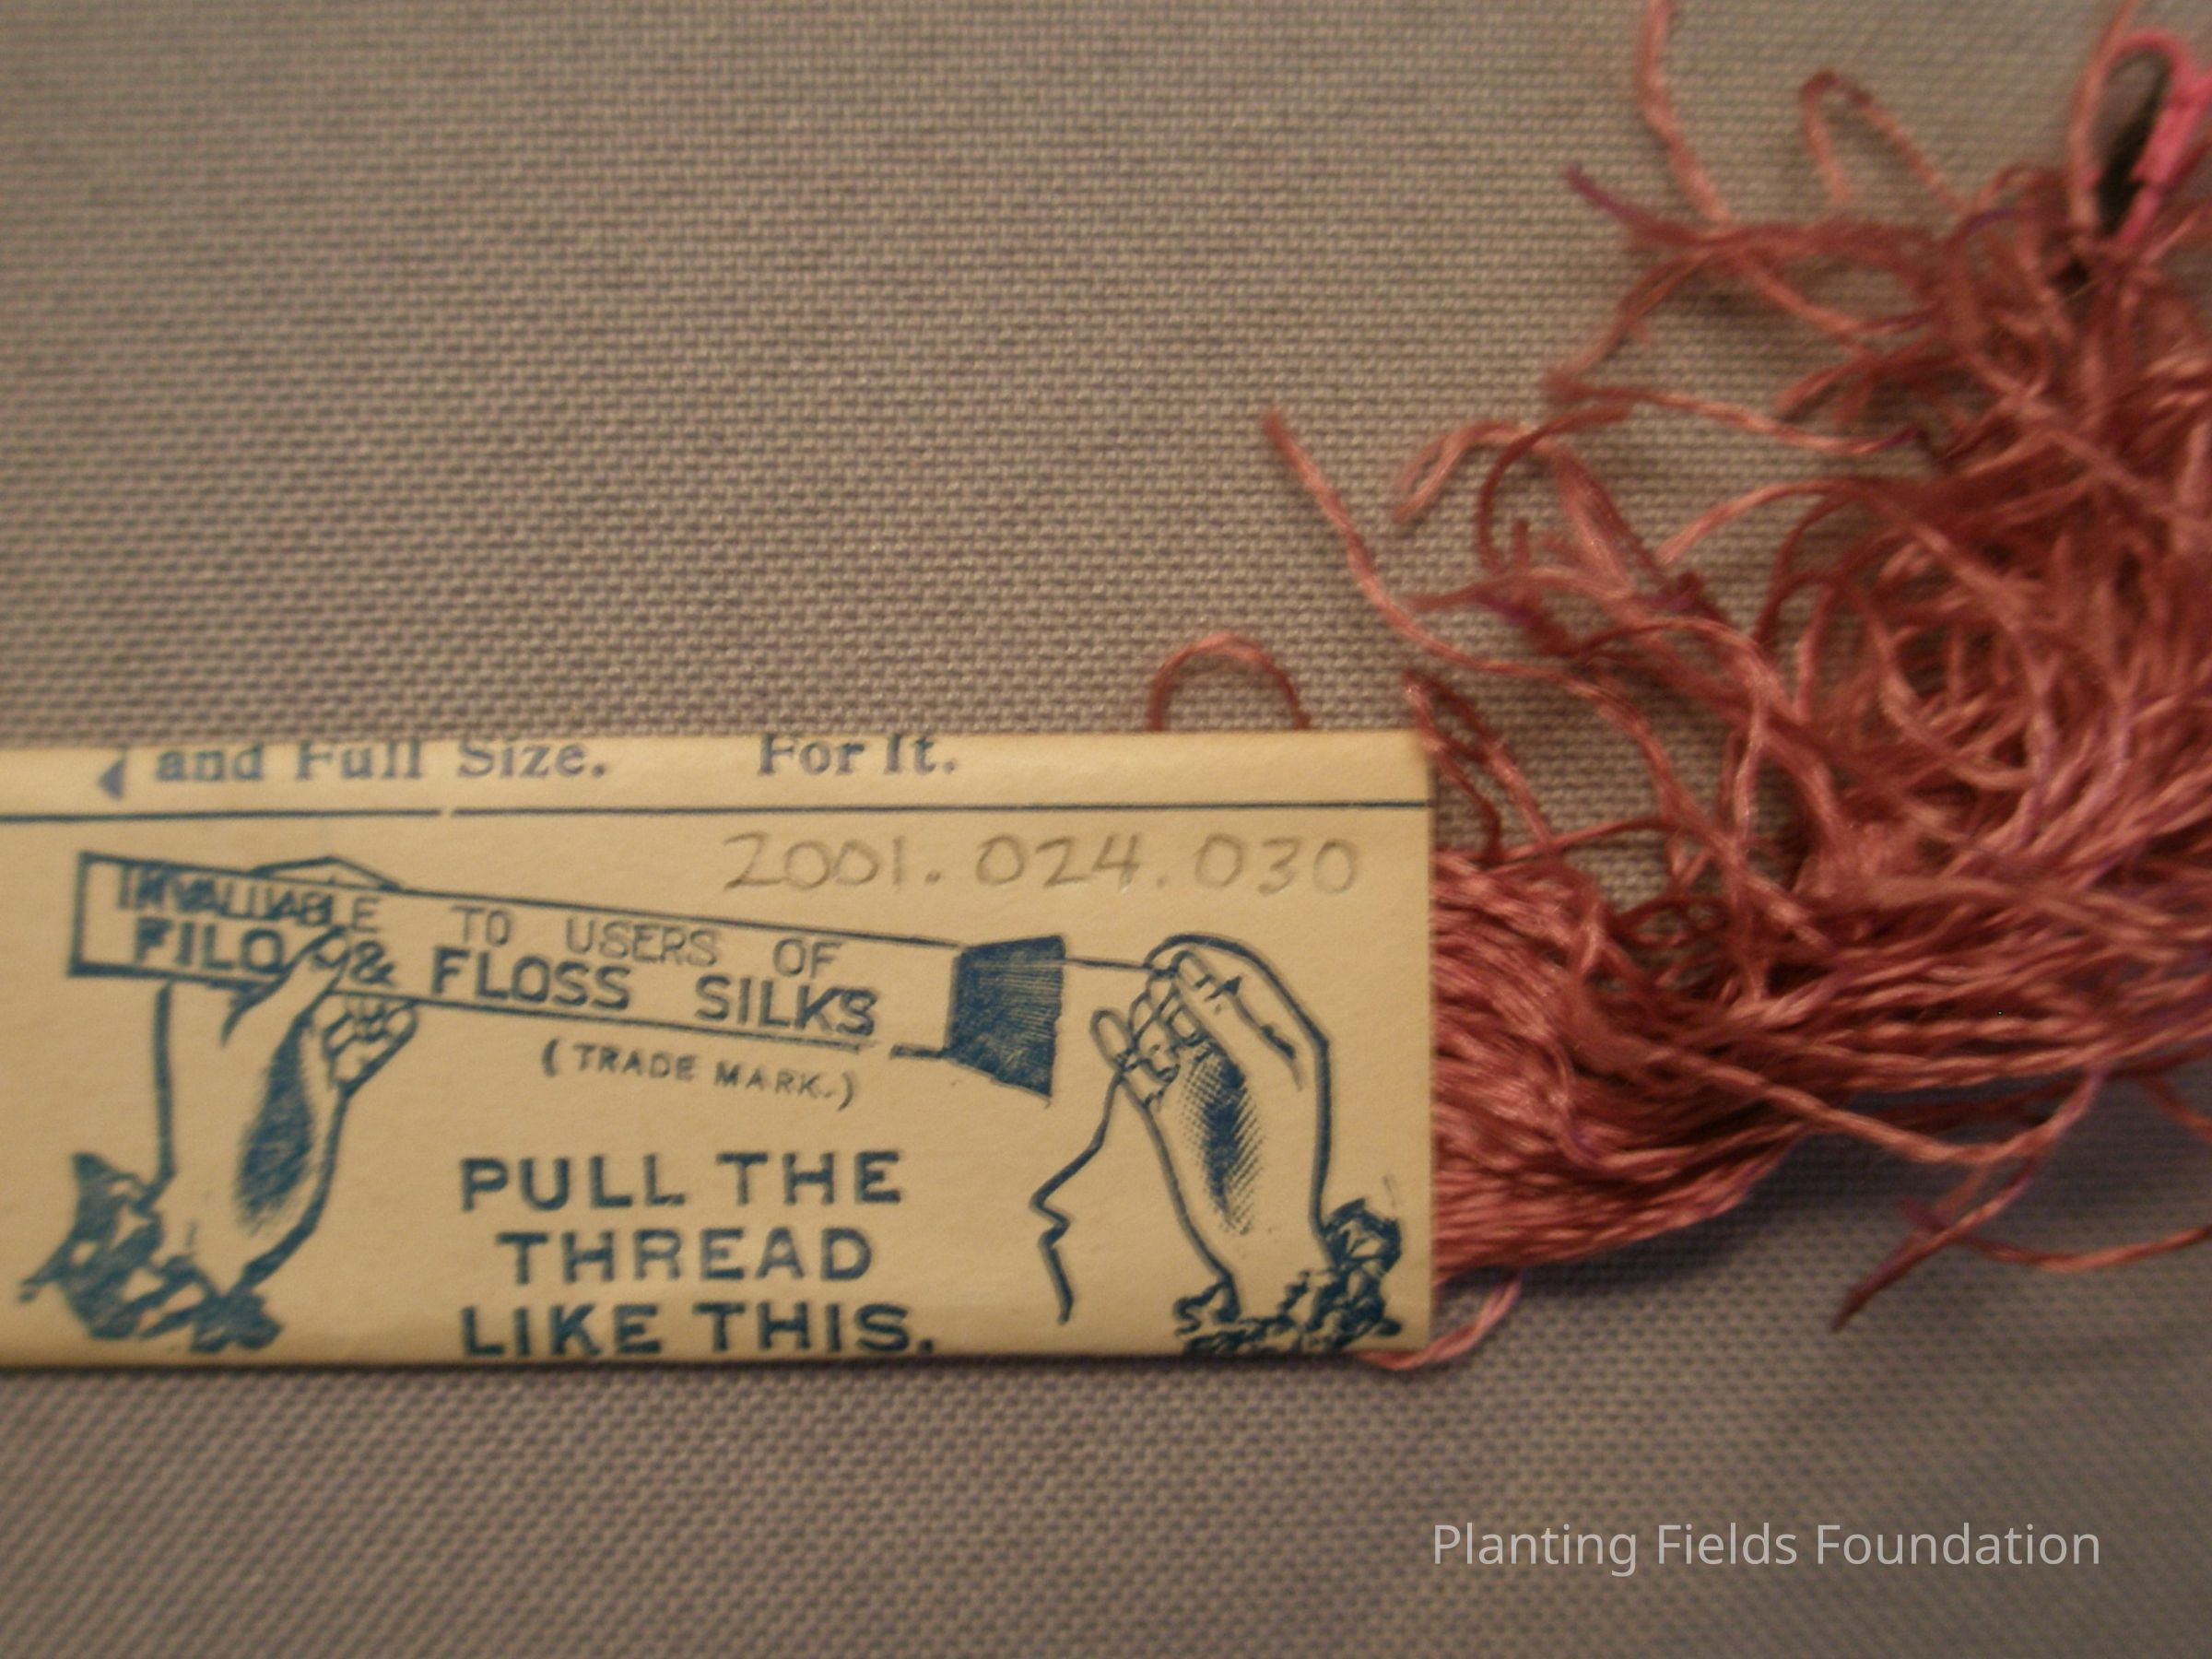 and Full Size. For It.
2001.024.030
INVALUABLE TO USERS OF
FILO & FLOSS SILKS
(TRADE MARK.)
PULL THE
THREAD
LIKE THIS.
Planting Fields Foundation